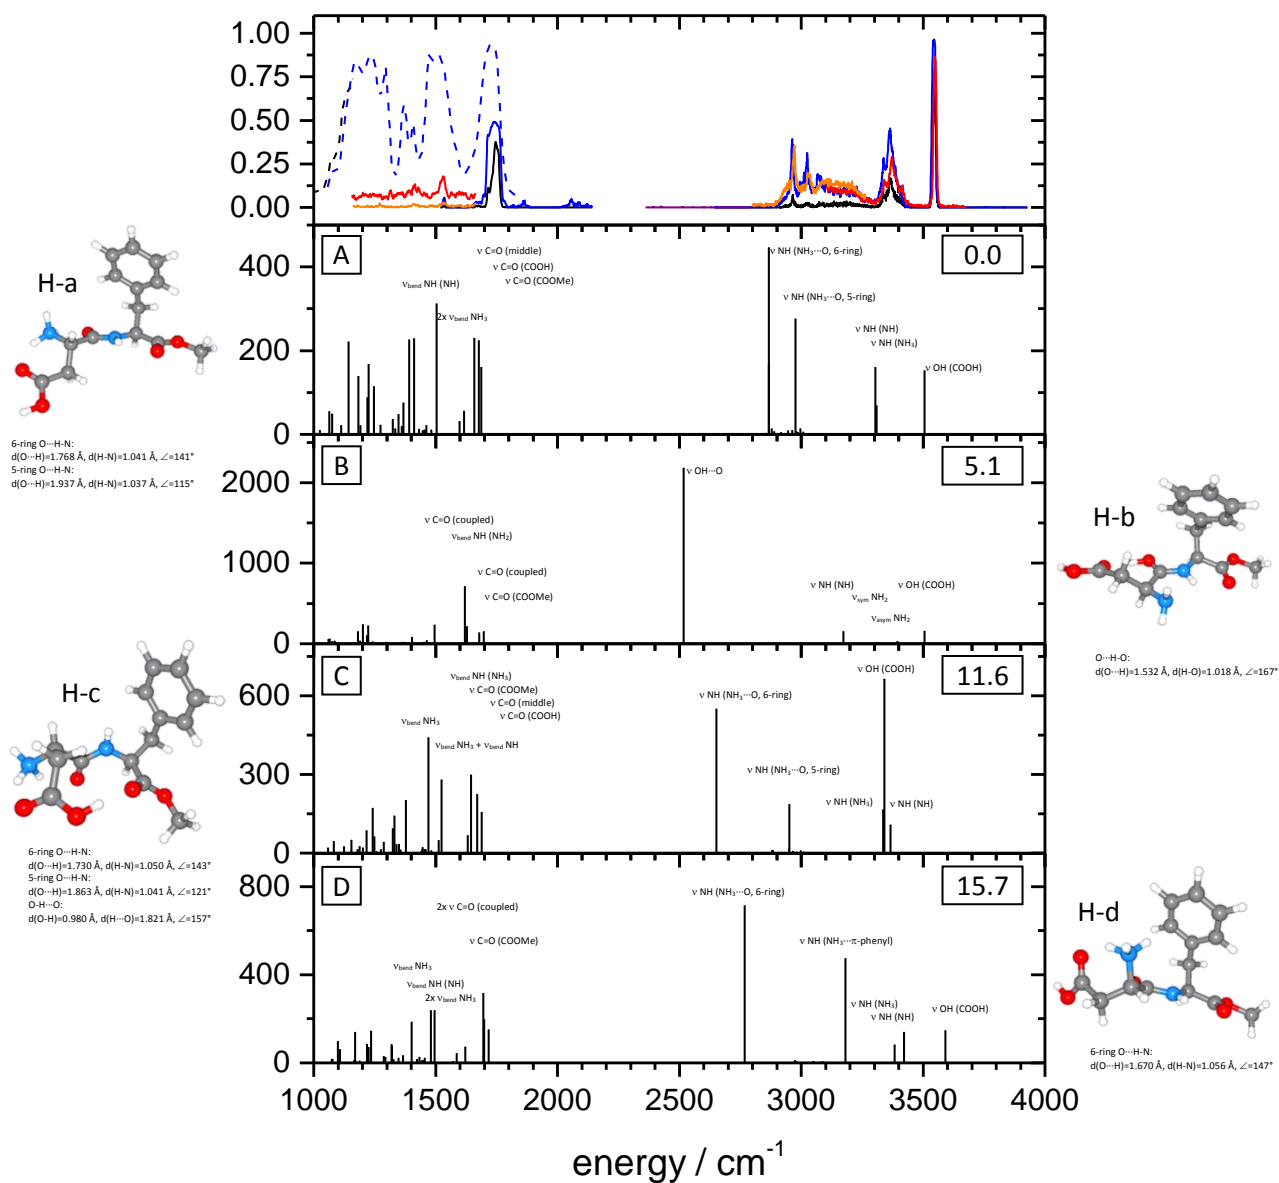 1.00
0.75
0.50
0.25
0.00
A
0.0
400
200
0
ν C=O (middle)
ν C=O (COOH)
ν C=O (COOMe)
νbend NH (NH)
2x νbend NH3
ν NH (NH3···O, 6-ring)
ν NH (NH3···O, 5-ring)
ν NH (NH)
ν NH (NH3)
ν OH (COOH)
H-a
6-ring O···H-N:
d(O···H)=1.768 Å, d(H-N)=1.041 Å, ∠=141°
5-ring O···H-N:
d(O···H)=1.937 Å, d(H-N)=1.037 Å, ∠=115°
B
5.1
2000
1000
0
ν OH···O
ν C=O (coupled)
νbend NH (NH2)
ν C=O (coupled)
ν C=O (COOMe)
ν NH (NH)
ν OH (COOH)
νsym NH2
νasym NH2
H-b
O···H-O:
d(O···H)=1.532 Å, d(H-O)=1.018 Å, ∠=167°
C
11.6
600
300
0
νbend NH (NH3)
ν C=O (COOMe)
ν C=O (middle)
ν C=O (COOH)
νbend NH3
νbend NH3 + νbend NH
ν NH (NH3···O, 6-ring)
ν NH (NH3···O, 5-ring)
ν OH (COOH)
ν NH (NH3)
ν NH (NH)
H-c
6-ring O···H-N:
d(O···H)=1.730 Å, d(H-N)=1.050 Å, ∠=143°
5-ring O···H-N:
d(O···H)=1.863 Å, d(H-N)=1.041 Å, ∠=121°
O-H···O:
d(O-H)=0.980 Å, d(H···O)=1.821 Å, ∠=157°
D
15.7
800
400
0
2x ν C=O (coupled)
ν C=O (COOMe)
νbend NH3
νbend NH (NH)
2x νbend NH3
ν NH (NH3···O, 6-ring)
ν NH (NH3···π-phenyl)
ν NH (NH3)
ν NH (NH)
ν OH (COOH)
H-d
6-ring O···H-N:
d(O···H)=1.670 Å, d(H-N)=1.056 Å, ∠=147°
1000 1500 2000 2500 3000 3500 4000
energy / cm-1